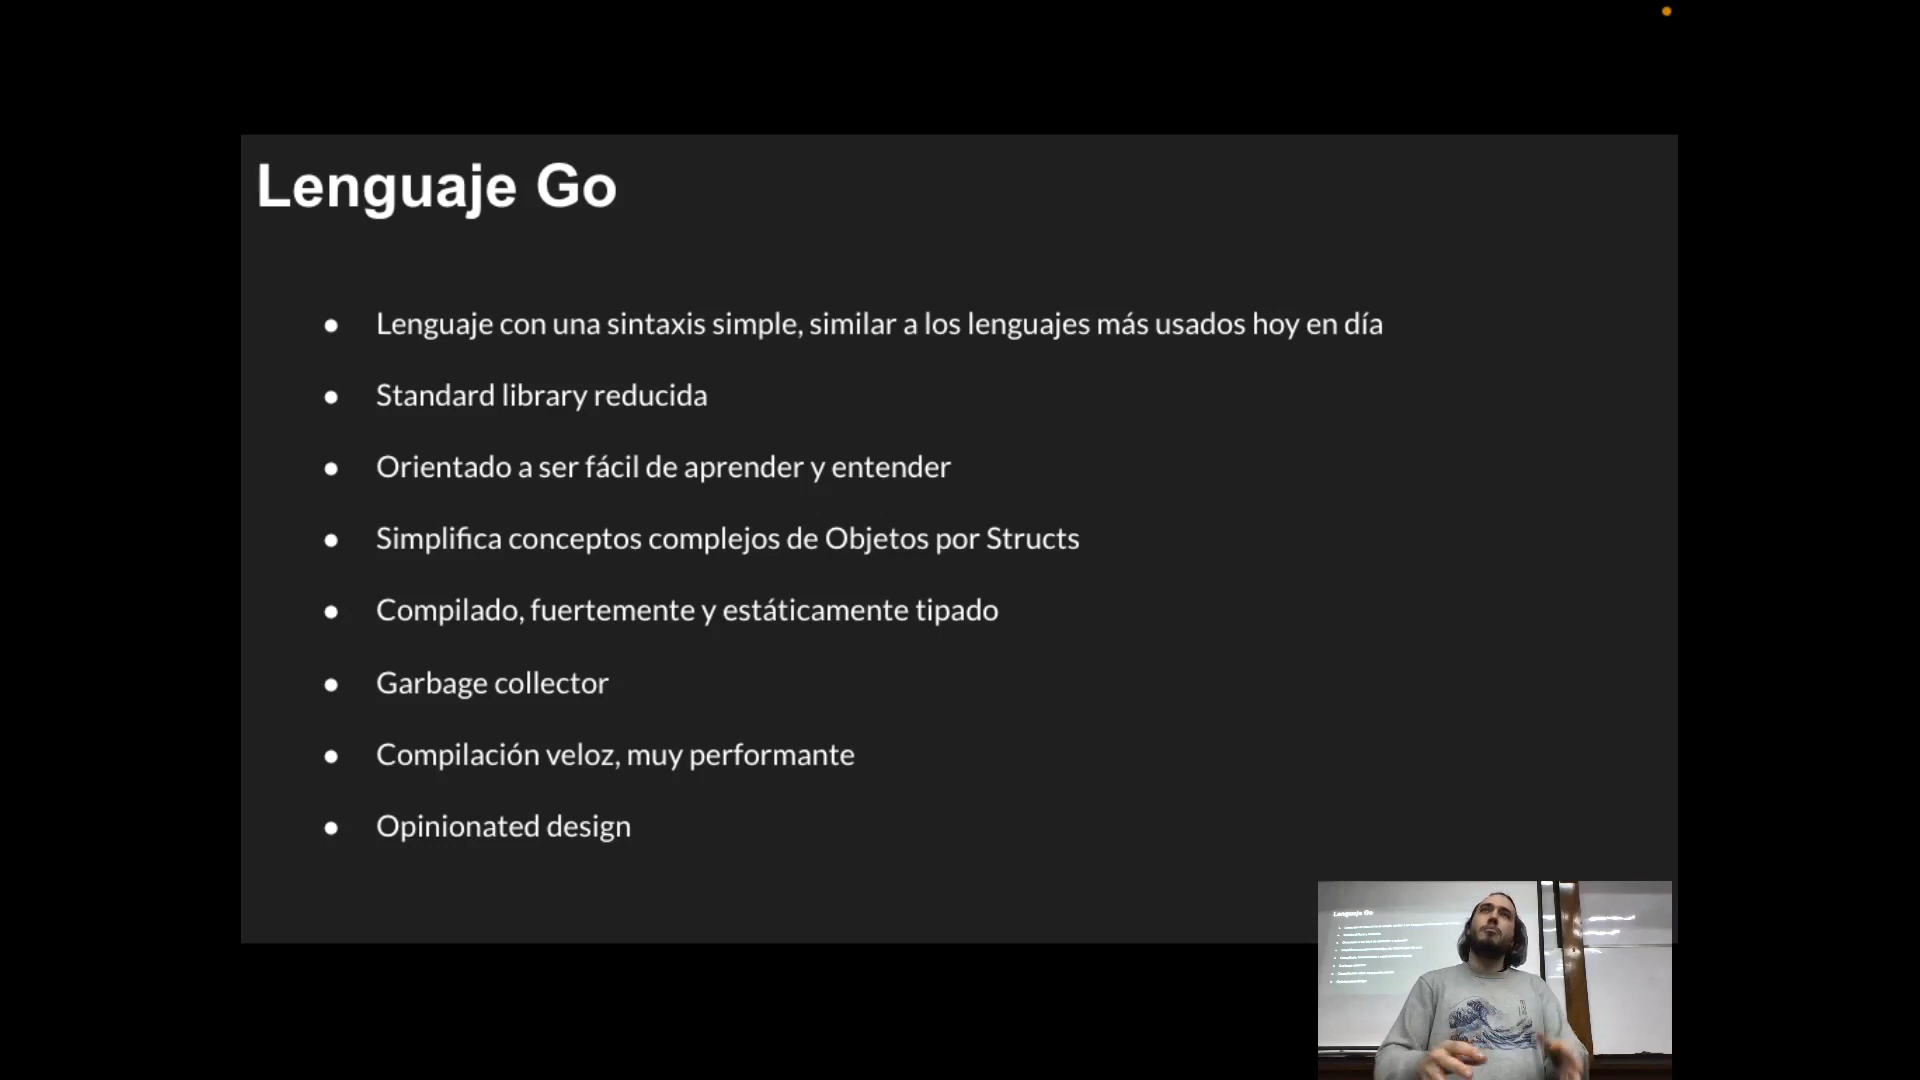 Lenguaje Go
● Lenguaje con una sintaxis simple, similar a los lenguajes más usados hoy en día
● Standard library reducida
● Orientado a ser fácil de aprender y entender
● Simplifica conceptos complejos de Objetos por Structs
● Compilado, fuertemente y estáticamente tipado
● Garbage collector
● Compilación veloz, muy performante
● Opinionated design
Lenguaje Go